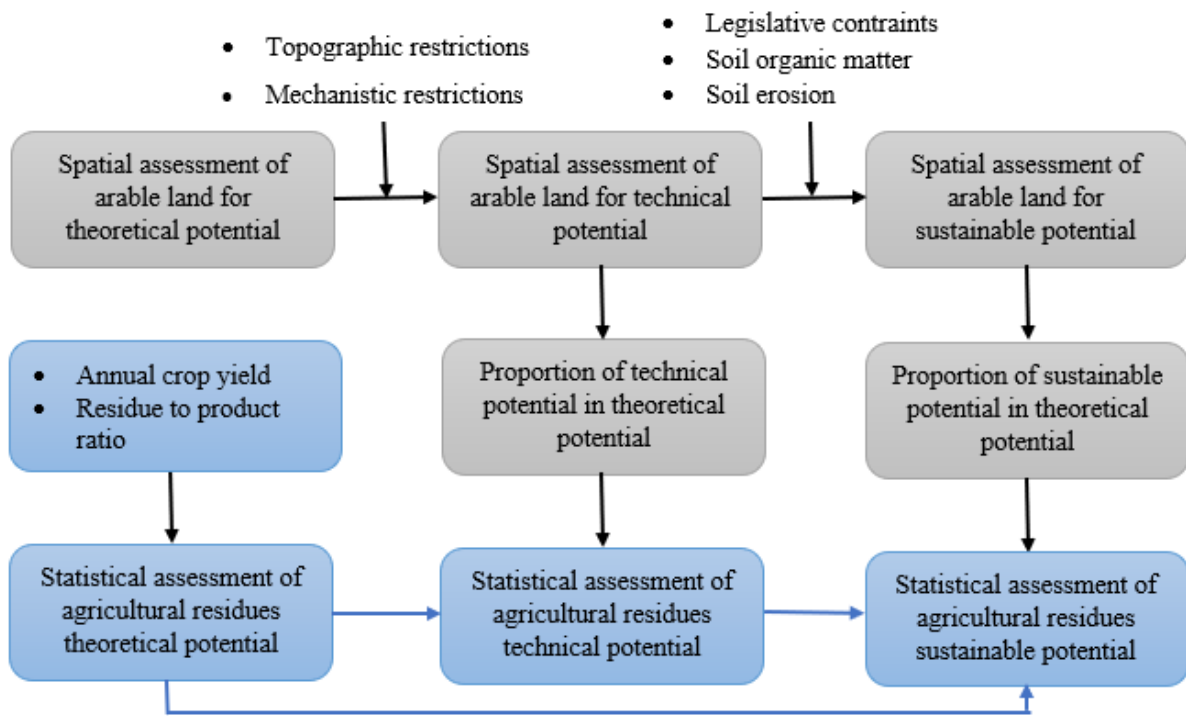 • Topographic restrictions
• Mechanistic restrictions
• Legislative contraints
• Soil organic matter
• Soil erosion
Spatial assessment of
arable land for
theoretical potential
Spatial assessment of
arable land for technical
potential
Spatial assessment of
arable land for
sustainable potential
• Annual crop yield
• Residue to product
ratio
Proportion of technical
potential in theoretical
potential
Proportion of sustainable
potential in theoretical
potential
Statistical assessment of
agricultural residues
theoretical potential
Statistical assessment of
agricultural residues
technical potential
Statistical assessment of
agricultural residues
sustainable potential